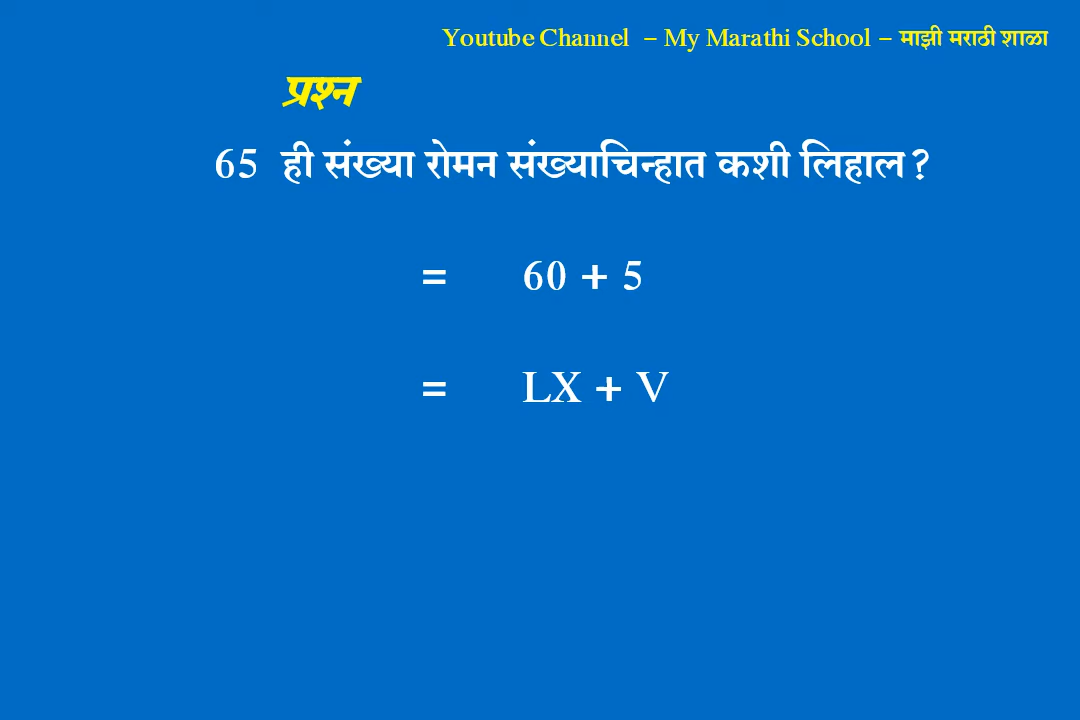 Youtube Channel – My Marathi School – माझी मराठी शाळा
प्रश्न
65 ही संख्या रोमन संख्याचिन्हात कशी लिहाल ?
= 60 + 5
= LX + V